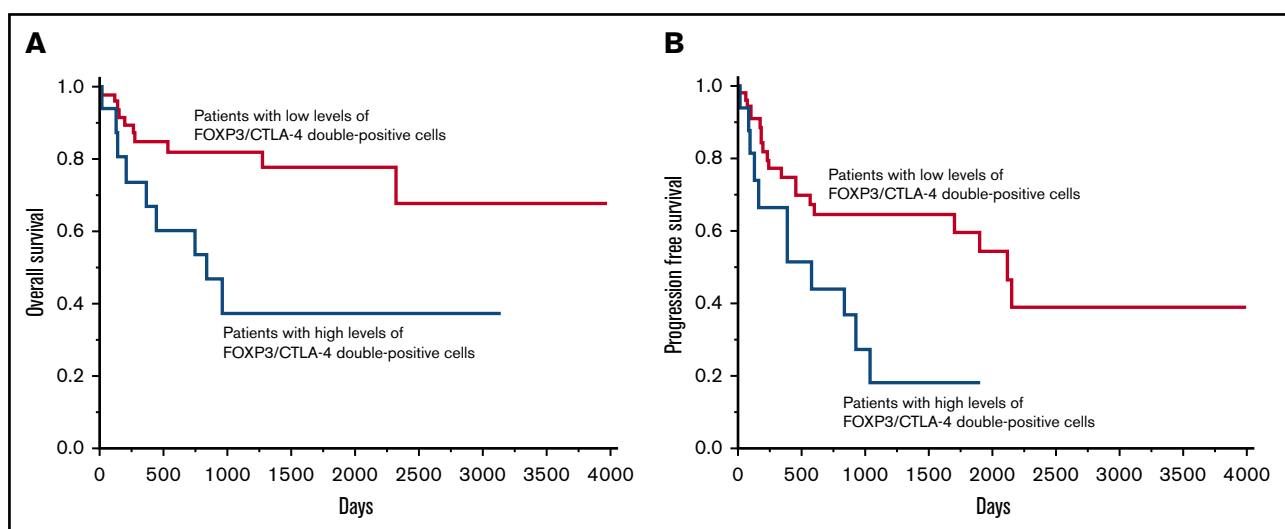 A
Overall survival
1.0
0.8
0.6
0.4
0.2
0.0
Patients with low levels of
FOXP3/CTLA-4 double-positive cells
Patients with high levels of
FOXP3/CTLA-4 double-positive cells
0 500 1000 1500 2000 2500 3000 3500 4000
Days
B
Progression free survival
1.0
0.8
0.6
0.4
0.2
0.0
Patients with low levels of
FOXP3/CTLA-4 double-positive cells
Patients with high levels of
FOXP3/CTLA-4 double-positive cells
0 500 1000 1500 2000 2500 3000 3500 4000
Days